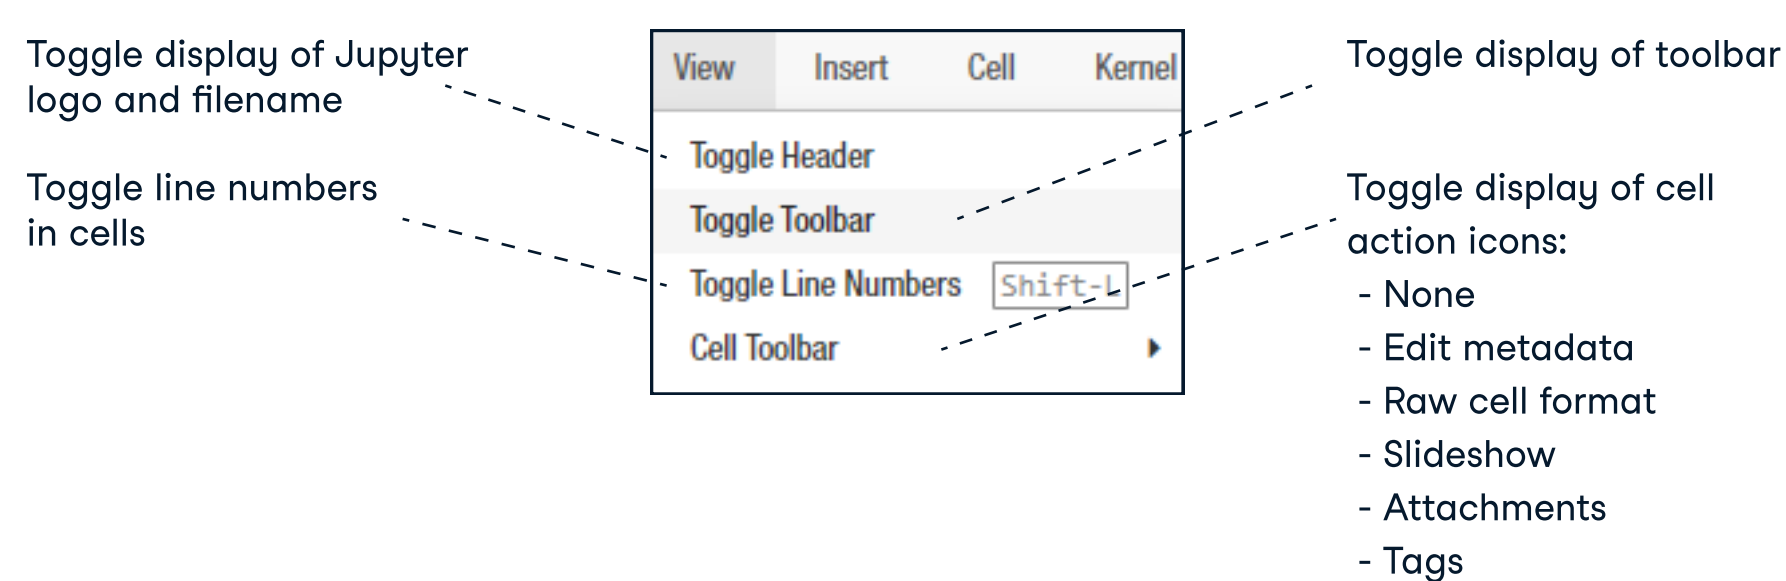 Toggle display of Jupyter
logo and filename
Toggle line numbers
in cells
View Insert Cell Kernel
Toggle Header
Toggle Toolbar
Toggle Line Numbers Shift-L
Cell Toolbar
Toggle display of toolbar
Toggle display of cell
action icons:
- None
- Edit metadata
- Raw cell format
- Slideshow
- Attachments
- Tags